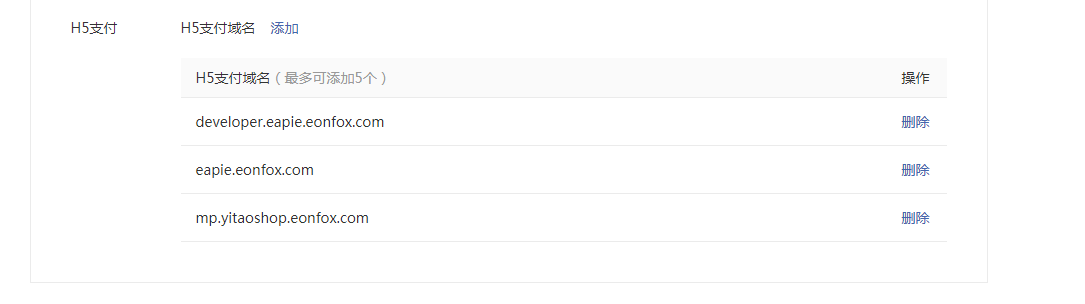 H5支付 H5支付域名 添加
H5支付域名（最多可添加5个） 操作
developer.eapie.eonfox.com 删除
eapie.eonfox.com 删除
mp.yitaoshop.eonfox.com 删除